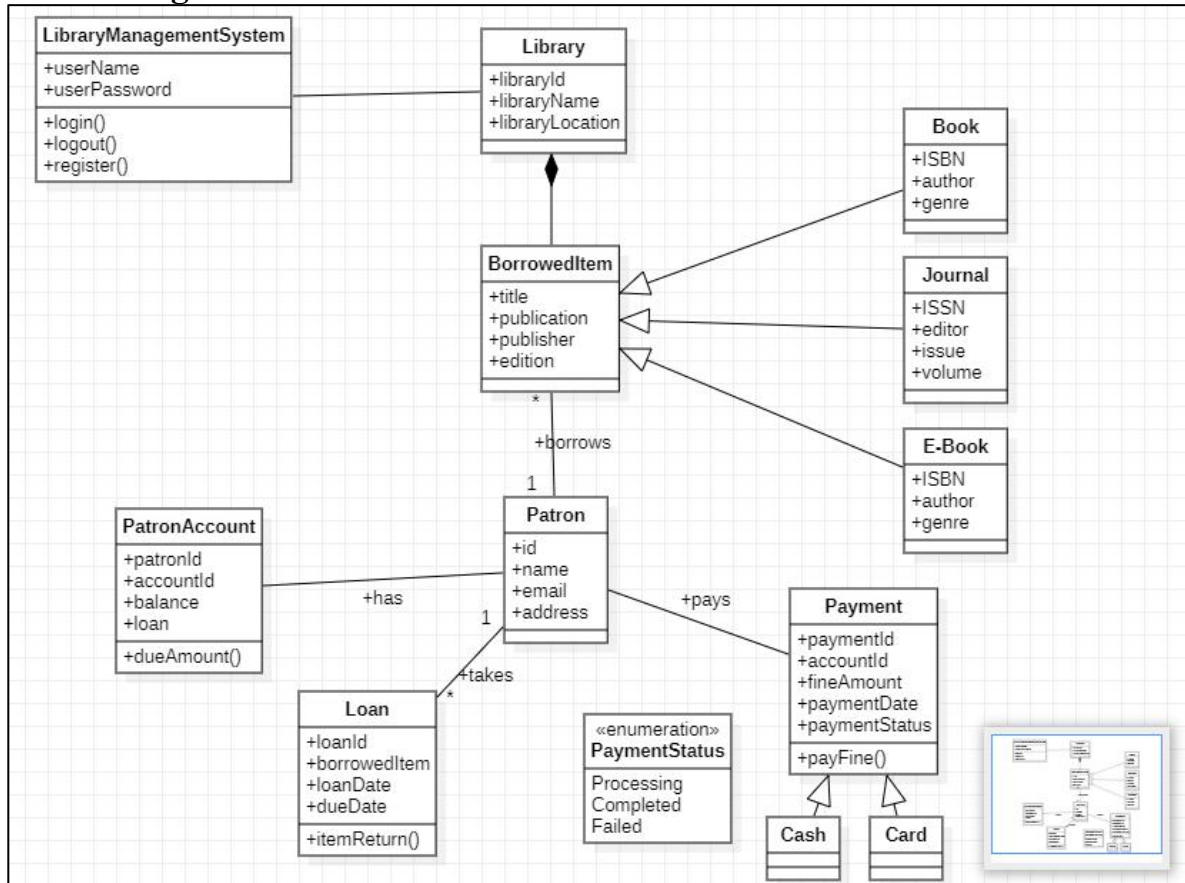 LibraryManagementSystem
+userName
+userPassword
+login()
+logout()
+register()
Library
+libraryId
+libraryName
+libraryLocation
Book
+ISBN
+author
+genre
BorrowedItem
+title
+publication
+publisher
+edition
Journal
+ISSN
+editor
+issue
+volume
E-Book
+ISBN
+author
+genre
*
+borrows
1
Patron
+id
+name
+email
+address
PatronAccount
+patronId
+accountId
+balance
+loan
+dueAmount()
+has
1
+takes
*
+pays
Loan
+loanId
+borrowedItem
+loanDate
+dueDate
+itemReturn()
«enumeration»
PaymentStatus
Processing
Completed
Failed
Payment
+paymentId
+accountId
+fineAmount
+paymentDate
+paymentStatus
+payFine()
Cash
Card